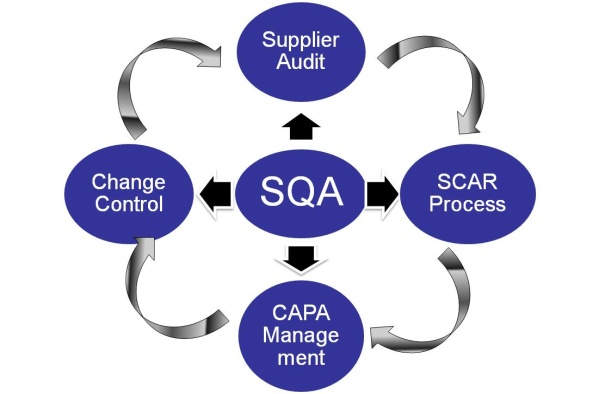 Supplier
Audit
Change
Control
SQA
SCAR
Process
CAPA
Manage
ment